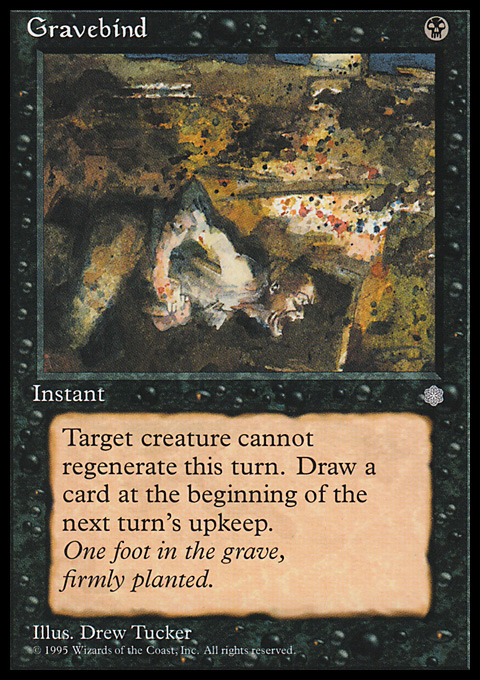 Gravebind
Instant
Target creature cannot
regenerate this turn. Draw a
card at the beginning of the
next turn's upkeep.
One foot in the grave,
firmly planted.
Illus. Drew Tucker
© 1995 Wizards of the Coast, Inc. All rights reserved.